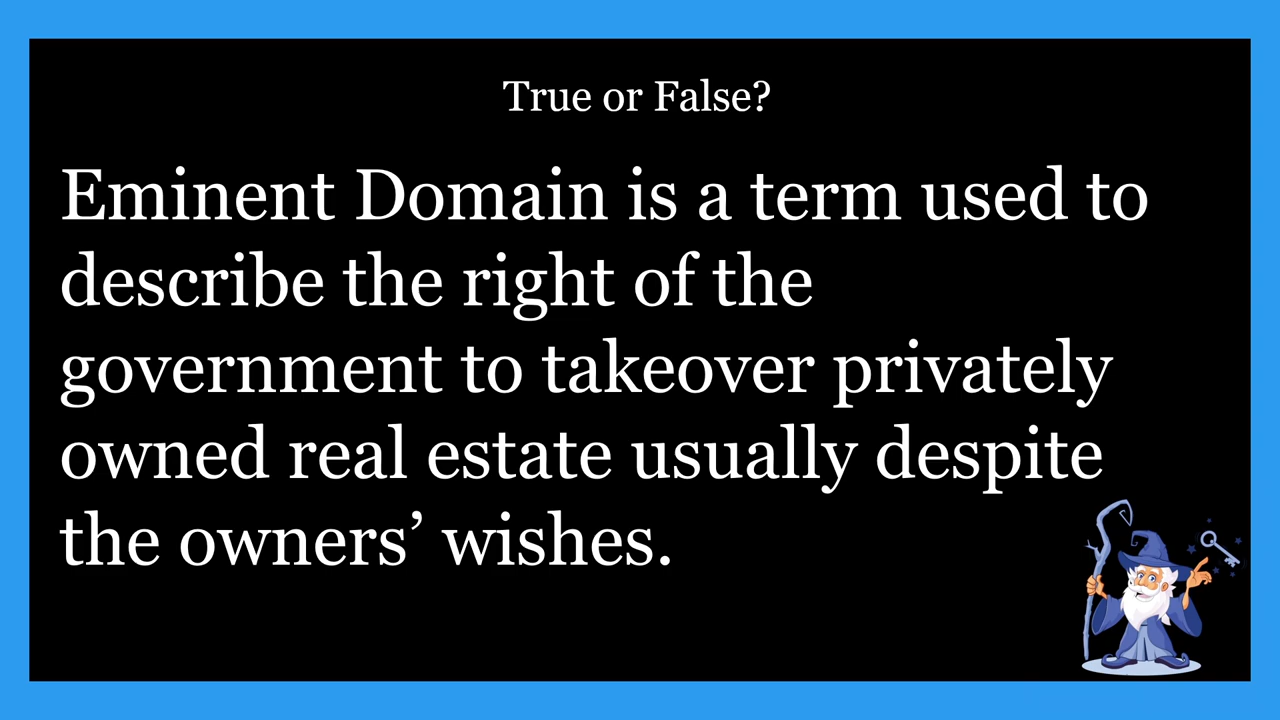 True or False?
Eminent Domain is a term used to
describe the right of the
government to takeover privately
owned real estate usually despite
the owners’ wishes.